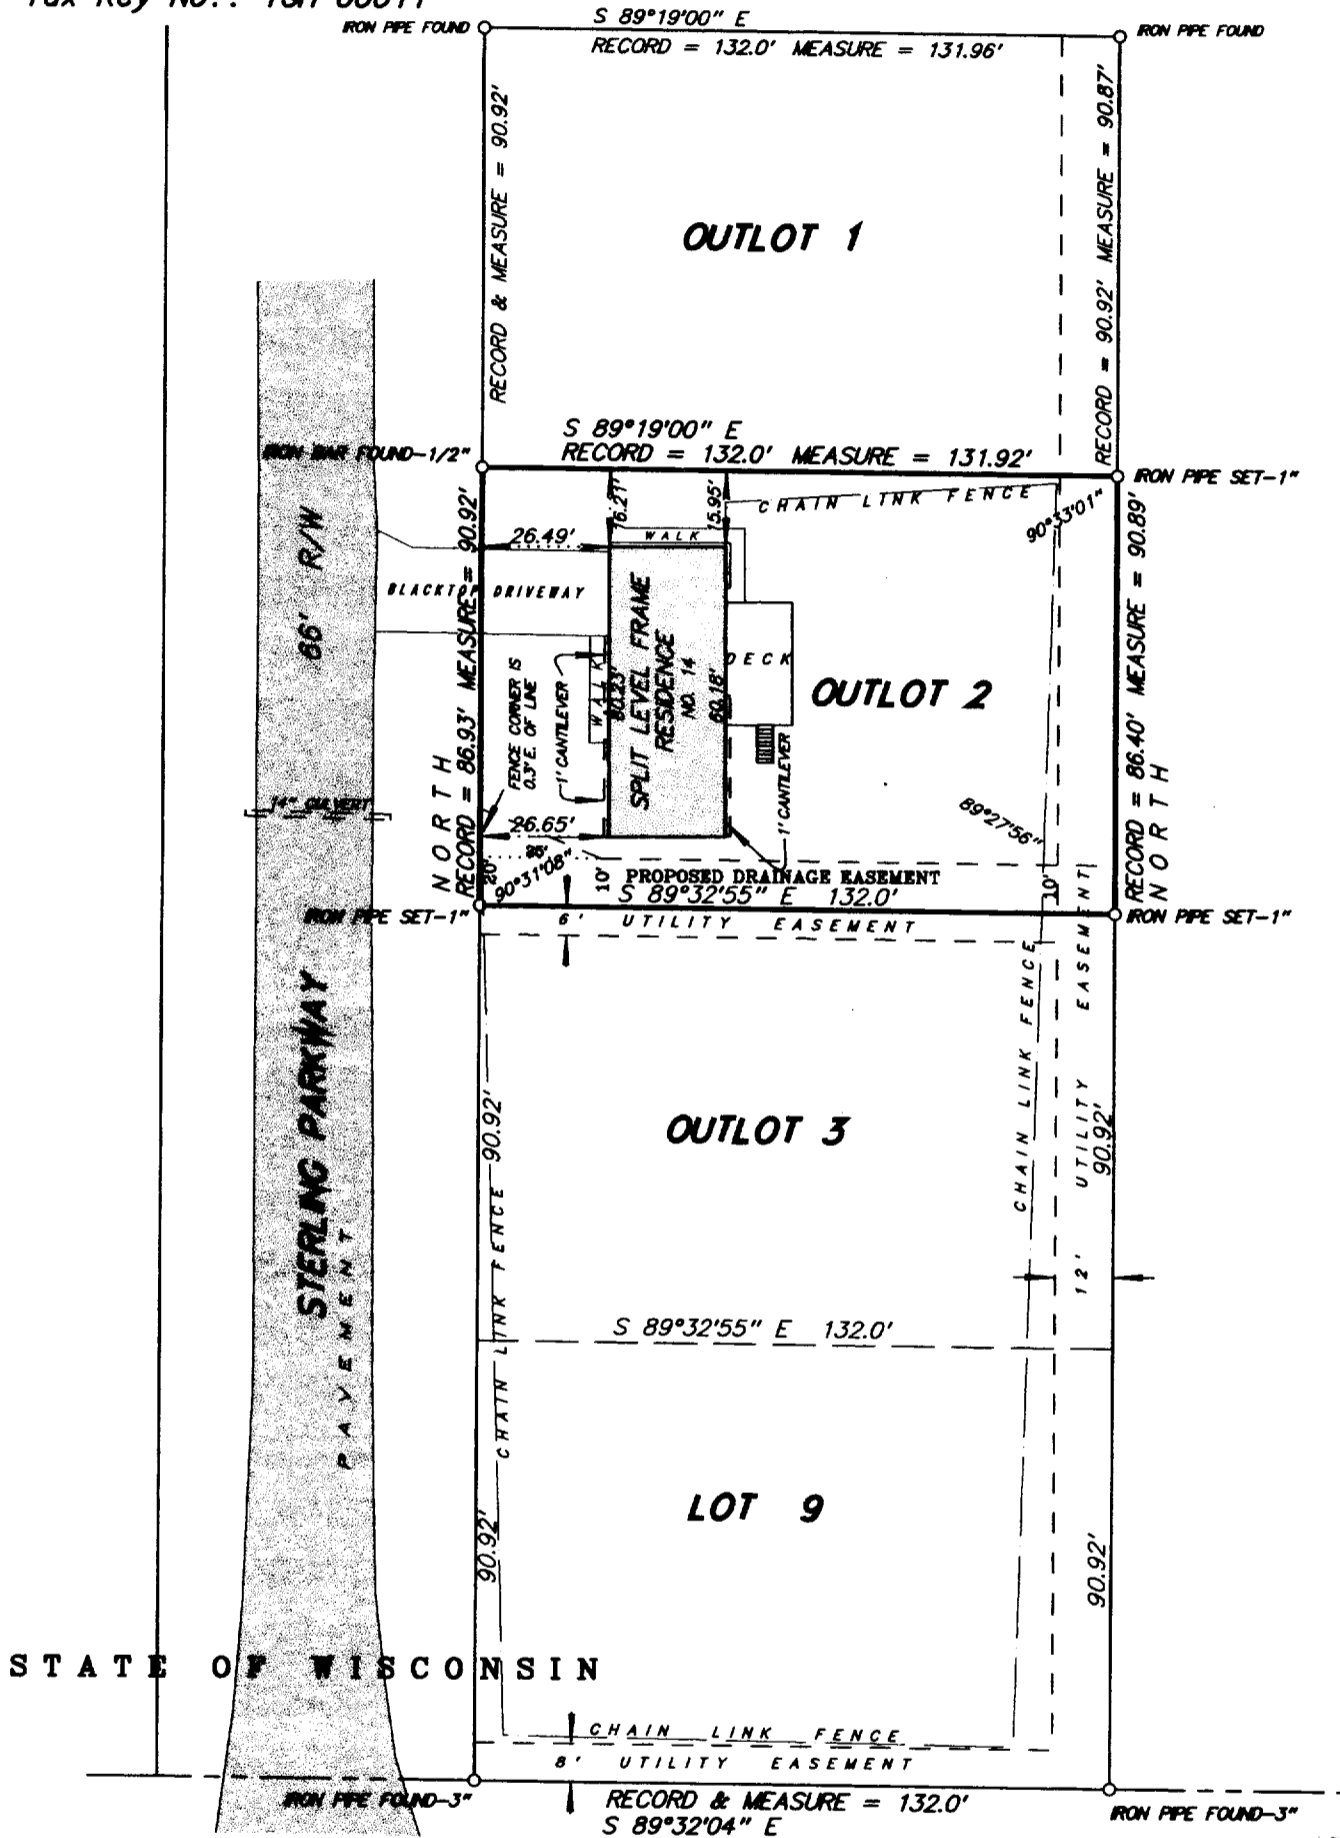 S 89°19'00" E
IRON PIPE FOUND
IRON PIPE FOUND
RECORD = 132.0' MEASURE = 131.96'
RECORD & MEASURE = 90.92'
RECORD = 90.92' MEASURE = 90.87'
OUTLOT 1
S 89°19'00" E
IRON BAR FOUND-1/2"
RECORD = 132.0' MEASURE = 131.92'
IRON PIPE SET-1"
CHAIN LINK FENCE
16.21'
15.95'
90°33'01"
66' R/W
26.49'
WALK
BLACKTOP DRIVEWAY
NORTH
RECORD = 86.93' MEASURE = 90.92'
FENCE CORNER IS
0.3' E. OF LINE
1' CANTILEVER
WALK
60.23'
SPLIT LEVEL FRAME
RESIDENCE
NO. 14
60.18'
DECK
1' CANTILEVER
OUTLOT 2
RECORD = 86.40' MEASURE = 90.89'
NORTH
14" CULVERT
26.65'
89°27'56"
20'
90°31'08"
10'
PROPOSED DRAINAGE EASEMENT
10'
S 89°32'55" E 132.0'
IRON PIPE SET-1"
IRON PIPE SET-1"
6' UTILITY EASEMENT
STERLING PARKWAY
PAVEMENT
CHAIN LINK FENCE
90.92'
OUTLOT 3
CHAIN LINK FENCE
12' UTILITY EASEMENT
90.92'
S 89°32'55" E 132.0'
LOT 9
90.92'
90.92'
STATE OF WISCONSIN
CHAIN LINK FENCE
8' UTILITY EASEMENT
IRON PIPE FOUND-3"
RECORD & MEASURE = 132.0'
IRON PIPE FOUND-3"
S 89°32'04" E